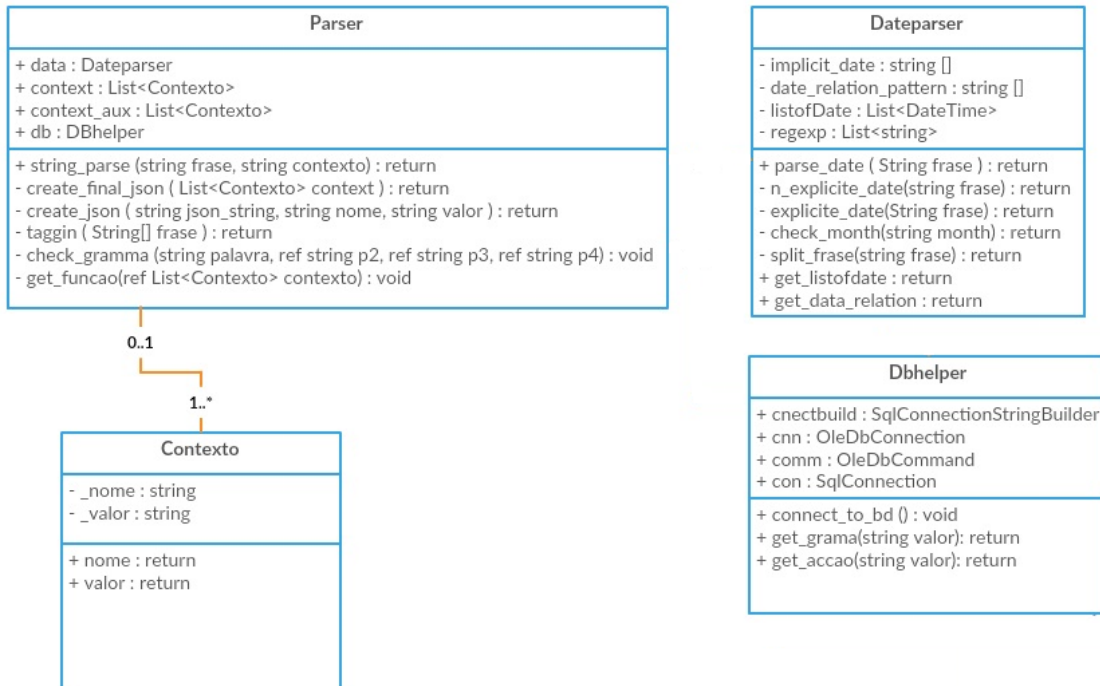 Parser
+ data : Dateparser
+ context : List<Contexto>
+ context_aux : List<Contexto>
+ db : DBhelper
+ string_parse (string frase, string contexto) : return
- create_final_json ( List<Contexto> context ) : return
- create_json ( string json_string, string nome, string valor ) : return
- taggin ( String[] frase ) : return
- check_gramma (string palavra, ref string p2, ref string p3, ref string p4) : void
- get_funcao(ref List<Contexto> contexto) : void
0..1
1..*
Contexto
- _nome : string
- _valor : string
+ nome : return
+ valor : return
Dateparser
- implicit_date : string []
- date_relation_pattern : string []
- listofDate : List<DateTime>
- regexp : List<string>
+ parse_date ( String frase ) : return
- n_explicite_date(string frase) : return
- explicite_date(String frase) : return
- check_month(string month) : return
- split_frase(string frase) : return
+ get_listofdate : return
+ get_data_relation : return
Dbhelper
+ cnectbuild : SqlConnectionStringBuilder
+ cnn : OleDbConnection
+ comm : OleDbCommand
+ con : SqlConnection
+ connect_to_bd () : void
+ get_grama(string valor): return
+ get_accao(string valor): return